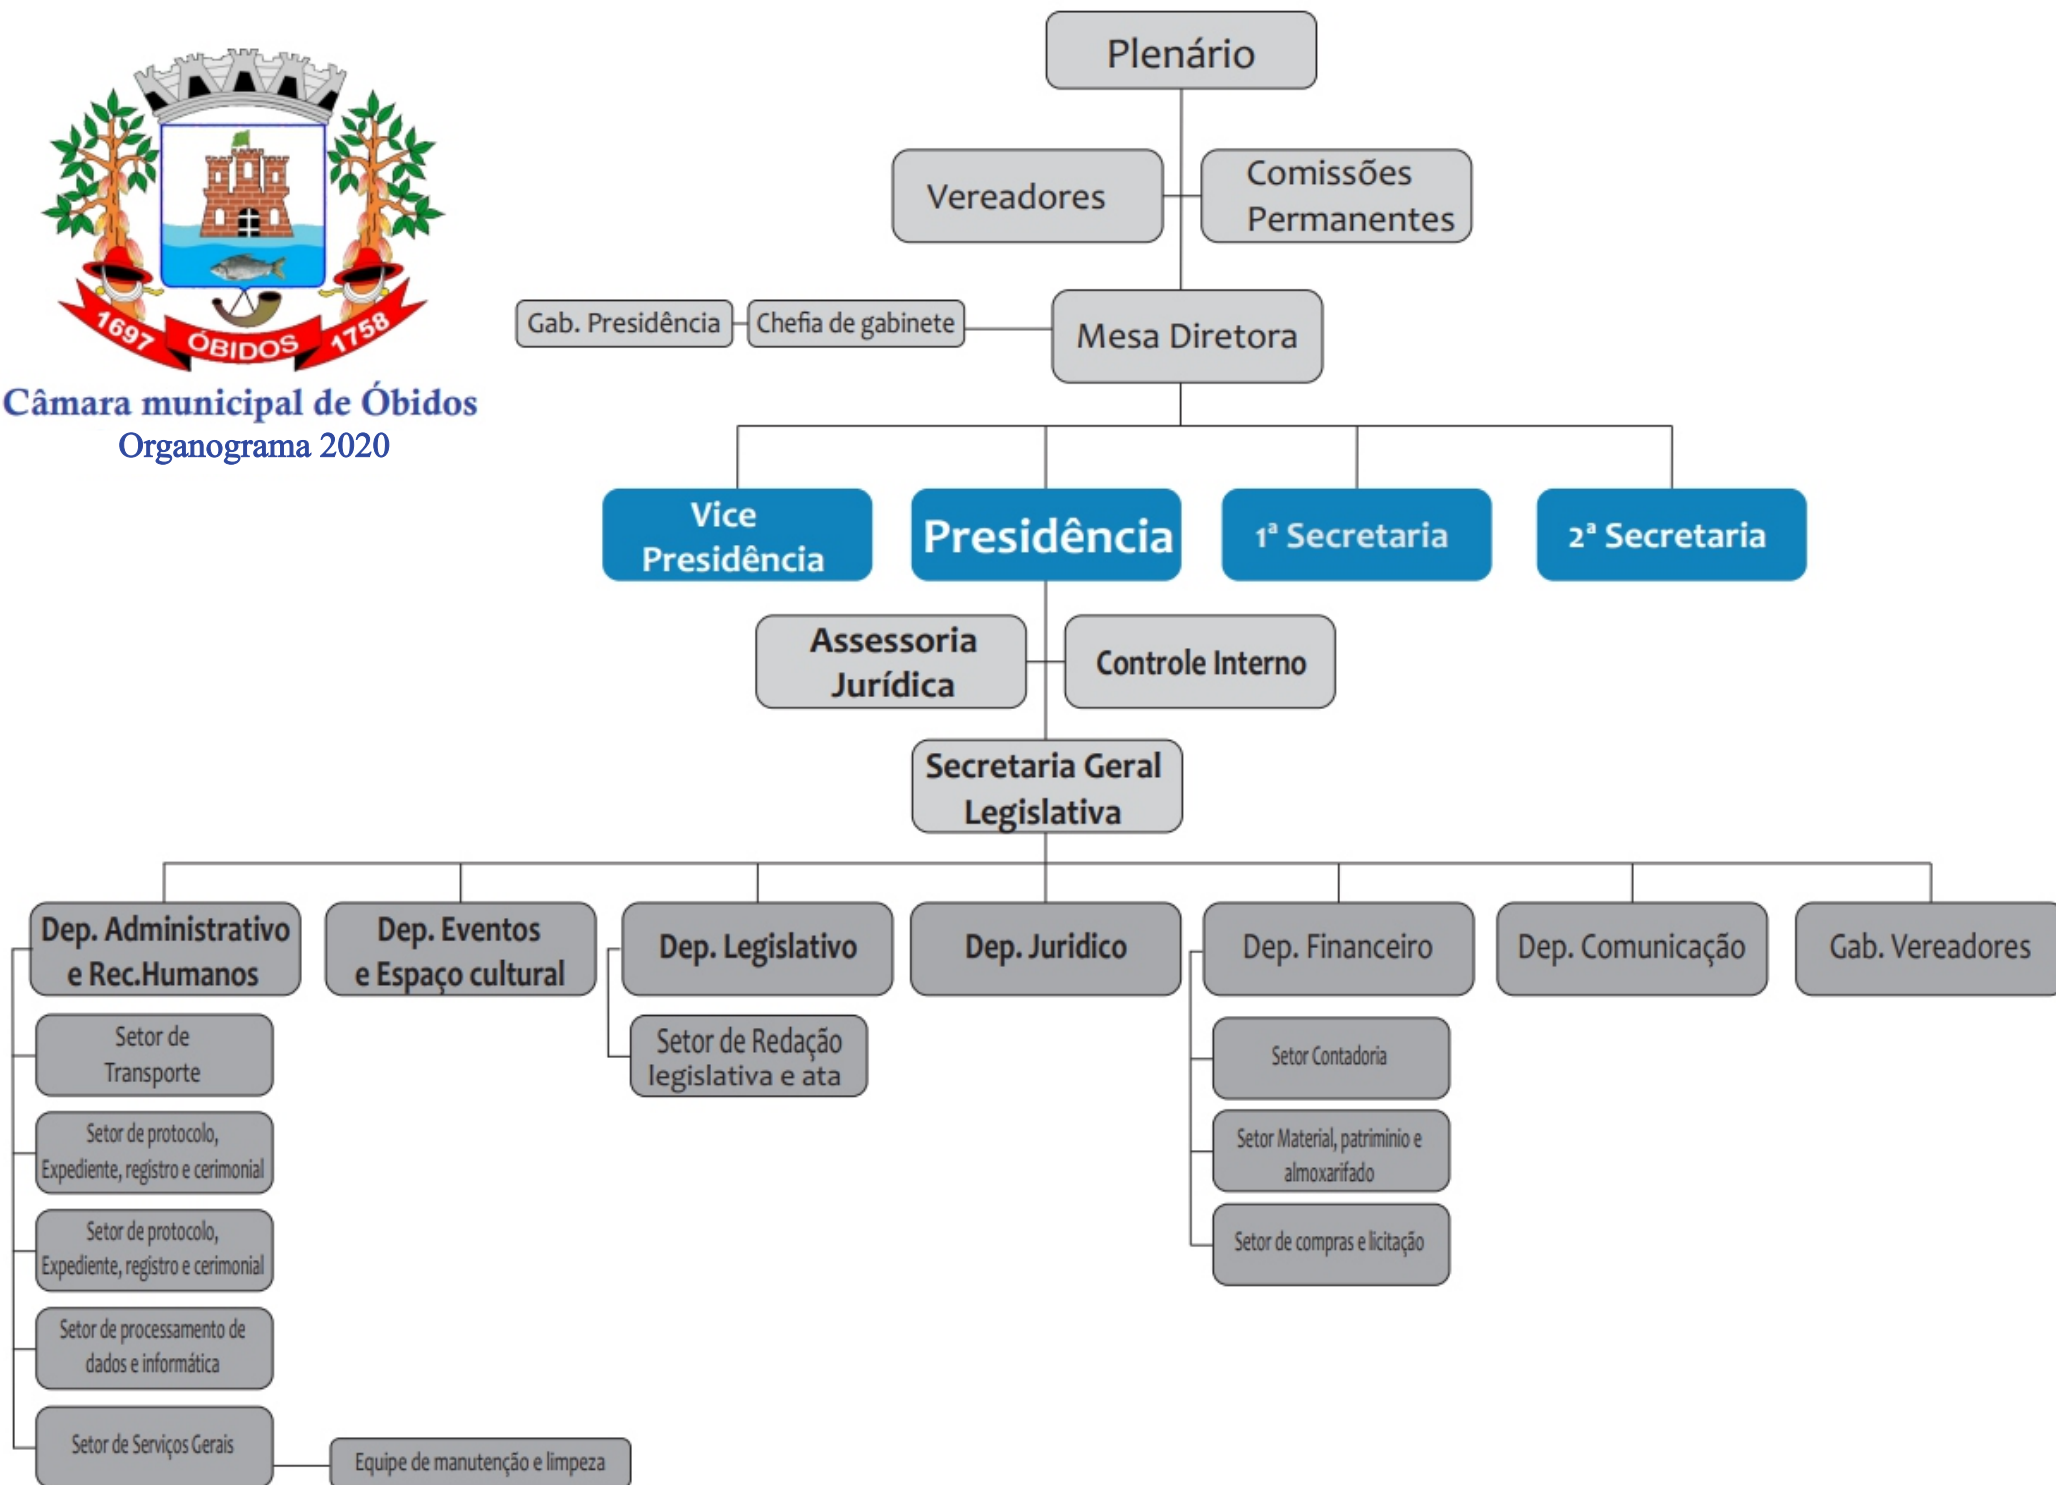 Plenário
Vereadores
Comissões
Permanentes
Gab. Presidência
Chefia de gabinete
Mesa Diretora
1697
ÓBIDOS
1758
Câmara municipal de Óbidos
Organograma 2020
Vice
Presidência
Presidência
1ª Secretaria
2ª Secretaria
Assessoria
Jurídica
Controle Interno
Secretaria Geral
Legislativa
Dep. Administrativo
e Rec.Humanos
Dep. Eventos
e Espaço cultural
Dep. Legislativo
Dep. Juridico
Dep. Financeiro
Dep. Comunicação
Gab. Vereadores
Setor de
Transporte
Setor de protocolo,
Expediente, registro e cerimonial
Setor de protocolo,
Expediente, registro e cerimonial
Setor de processamento de
dados e informática
Setor de Serviços Gerais
Equipe de manutenção e limpeza
Setor de Redação
legislativa e ata
Setor Contadoria
Setor Material, patriminio e
almoxarifado
Setor de compras e licitação